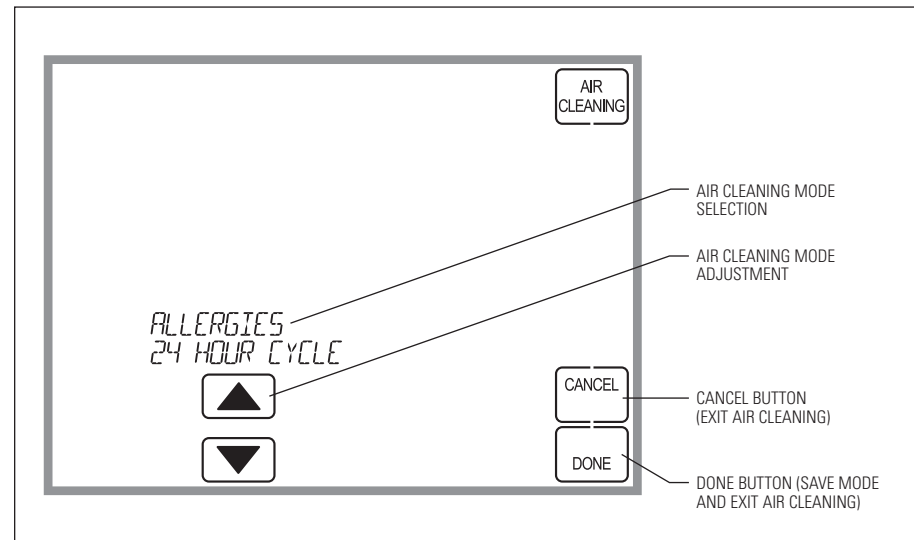 AIR
CLEANING
AIR CLEANING MODE
SELECTION
AIR CLEANING MODE
ADJUSTMENT
ALLERGIES
24 HOUR CYCLE
CANCEL
CANCEL BUTTON
(EXIT AIR CLEANING)
DONE
DONE BUTTON (SAVE MODE
AND EXIT AIR CLEANING)